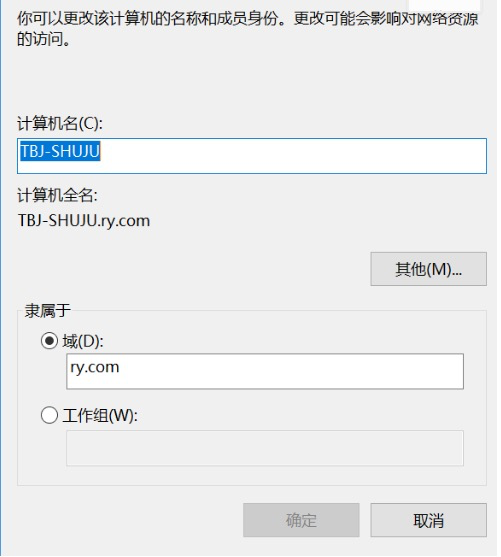 你可以更改该计算机的名称和成员身份。更改可能会影响对网络资源
的访问。
计算机名(C):
TBJ-SHUJU
计算机全名:
TBJ-SHUJU.ry.com
其他(M)...
隶属于
域(D):
ry.com
工作组(W):
确定
取消